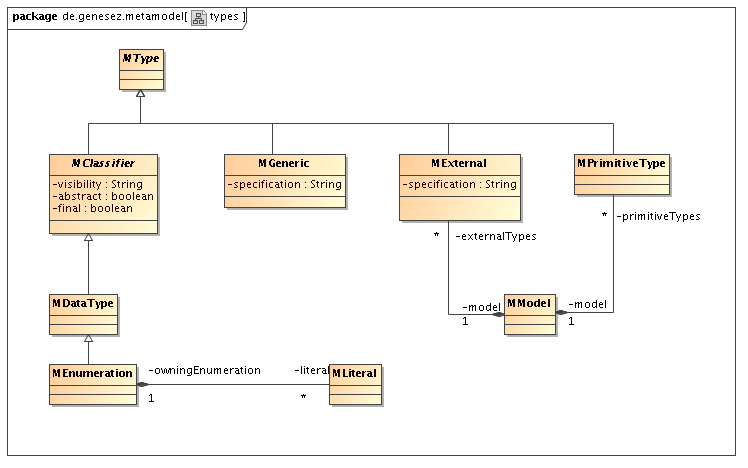 package de.genesez.metamodel[ types ]
MType
MClassifier
-visibility : String
-abstract : boolean
-final : boolean
MGeneric
-specification : String
MExternal
-specification : String
MPrimitiveType
* -externalTypes
* -primitiveTypes
MDataType
-model
1
MModel
-model
1
MEnumeration
-owningEnumeration
1
-literal
*
MLiteral